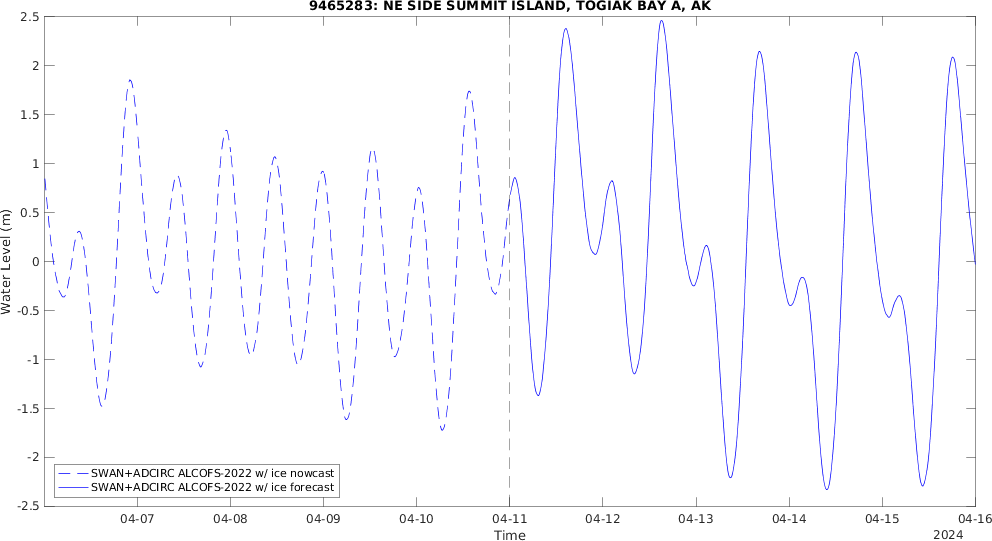 9465283: NE SIDE SUMMIT ISLAND, TOGIAK BAY A, AK
Water Level (m)
2.5
2
1.5
1
0.5
0
-0.5
-1
-1.5
-2
-2.5
SWAN+ADCIRC ALCOFS-2022 w/ ice nowcast
SWAN+ADCIRC ALCOFS-2022 w/ ice forecast
04-07 04-08 04-09 04-10 04-11 04-12 04-13 04-14 04-15 04-16
Time
2024